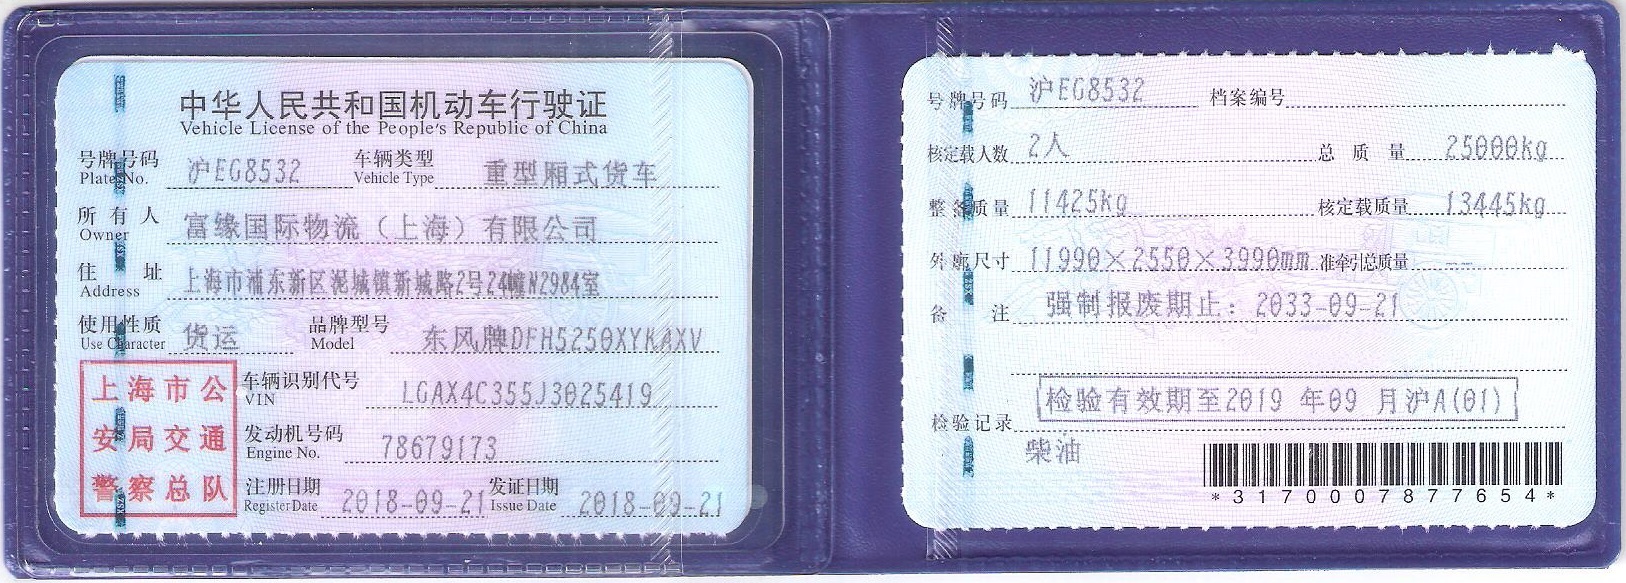 中华人民共和国机动车行驶证
Vehicle License of the People's Republic of China
号牌号码 沪EG8532 车辆类型 重型厢式货车
Plate No. Vehicle Type
所有人 富缘国际物流（上海）有限公司
Owner
住址 上海市浦东新区泥城镇新城路2号24幢N2984室
Address
使用性质 货运 品牌型号 东风牌DFH5250XYKAXV
Use Character Model
上海市公
安局交通
警察总队
车辆识别代号 LGAX4C355J3025419
VIN
发动机号码 78679173
Engine No.
注册日期 2018-09-21 发证日期 2018-09-21
Register Date Issue Date
号牌号码 沪EG8532 档案编号
核定载人数 2人 总质量 25000kg
整备质量 11425kg 核定载质量 13445kg
外廓尺寸 11990×2550×3990mm 准牵引总质量 --
备注 强制报废期止：2033-09-21
检验记录 检验有效期至2019 年09 月沪A(01)
柴油
*3170007877654*